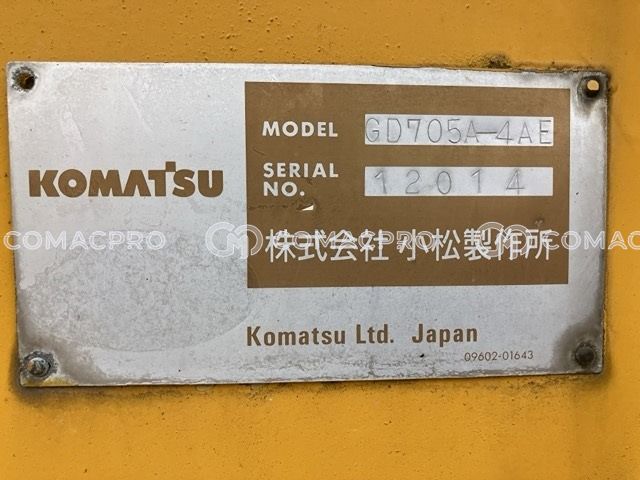 KOMATSU
MODEL GD705A-4AE
SERIAL NO. 12014
株式会社 小松製作所
Komatsu Ltd. Japan
09602-01643
COMACPRO COMACPRO COMACPRO